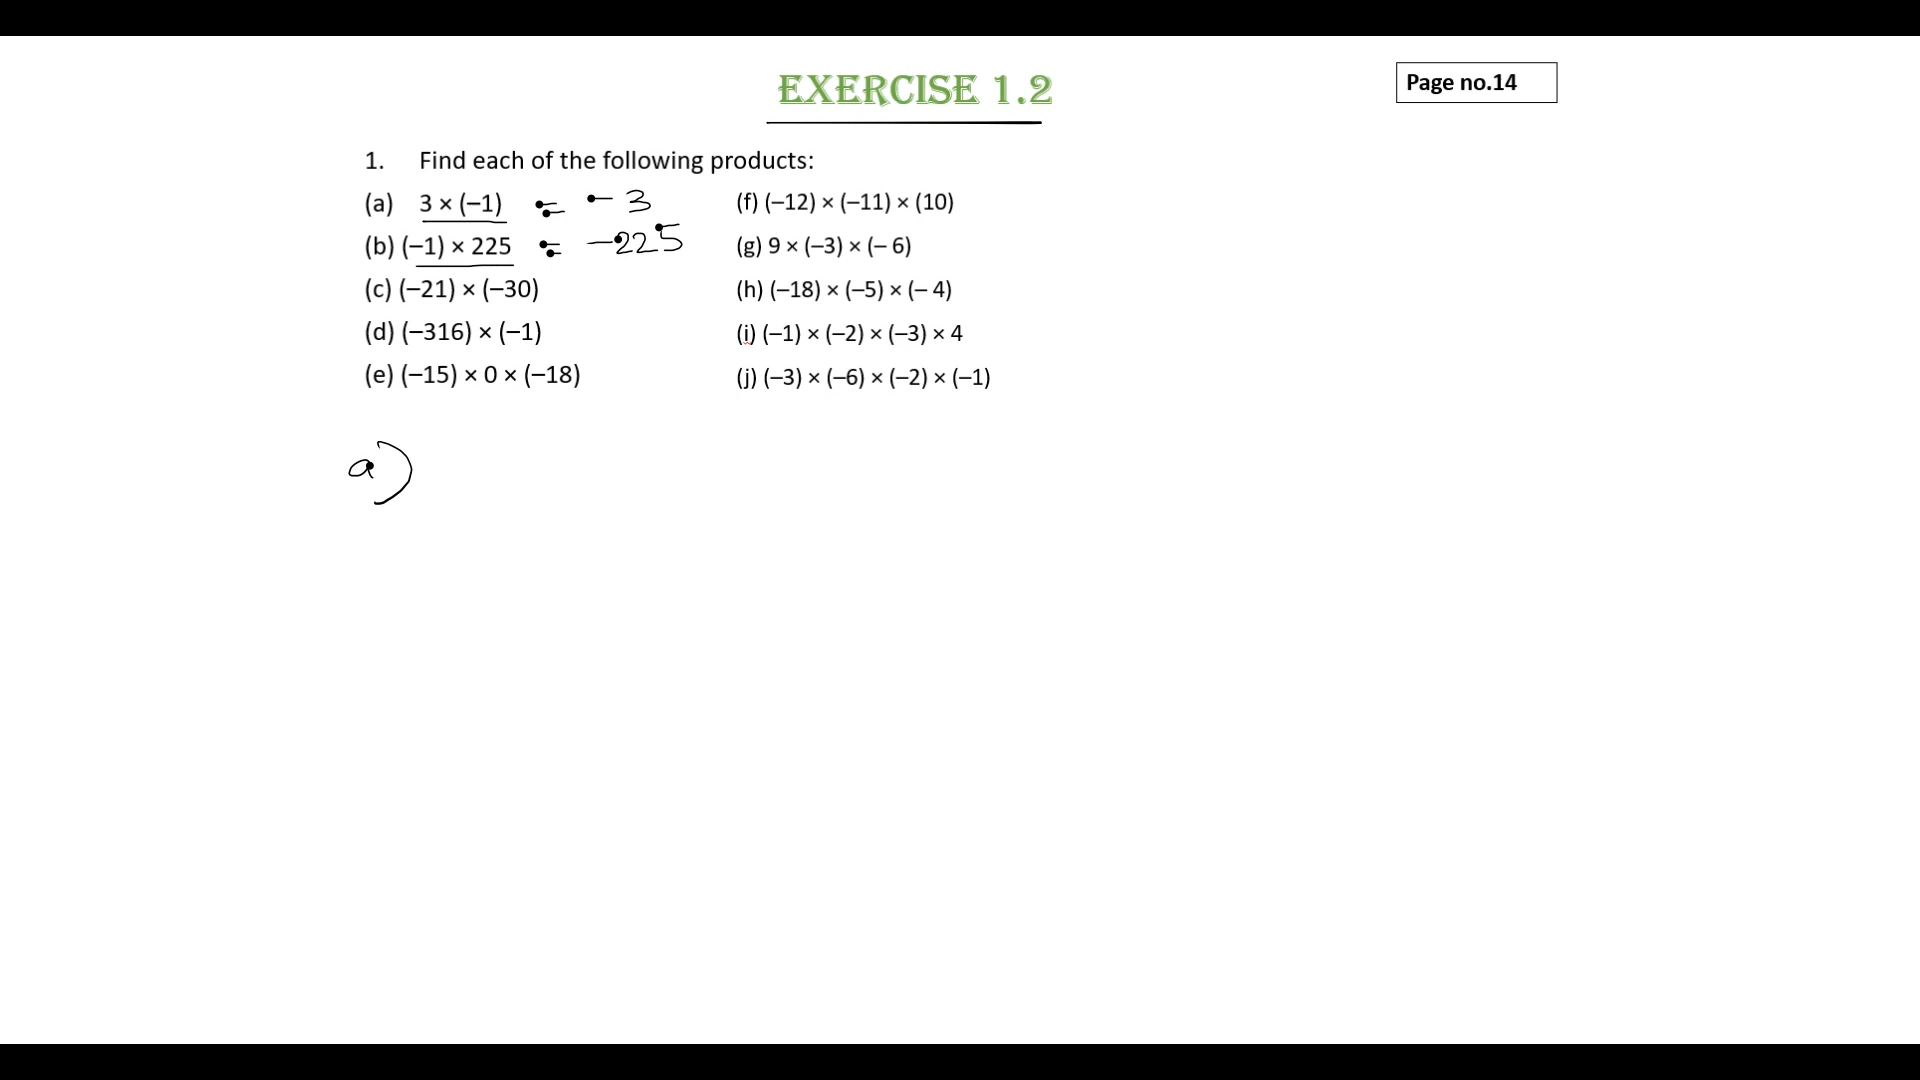 EXERCISE 1.2
Page no.14
1. Find each of the following products:
(a) 3 × (–1) = - 3
(b) (–1) × 225 = -225
(c) (–21) × (–30)
(d) (–316) × (–1)
(e) (–15) × 0 × (–18)
(f) (–12) × (–11) × (10)
(g) 9 × (–3) × (– 6)
(h) (–18) × (–5) × (– 4)
(i) (–1) × (–2) × (–3) × 4
(j) (–3) × (–6) × (–2) × (–1)
a)